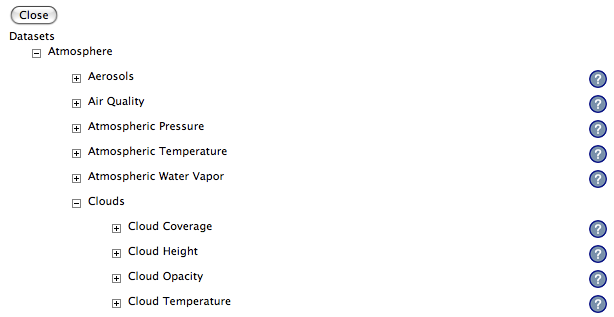 Close
Datasets
Atmosphere
Aerosols
?
Air Quality
?
Atmospheric Pressure
?
Atmospheric Temperature
?
Atmospheric Water Vapor
?
Clouds
Cloud Coverage
?
Cloud Height
?
Cloud Opacity
?
Cloud Temperature
?